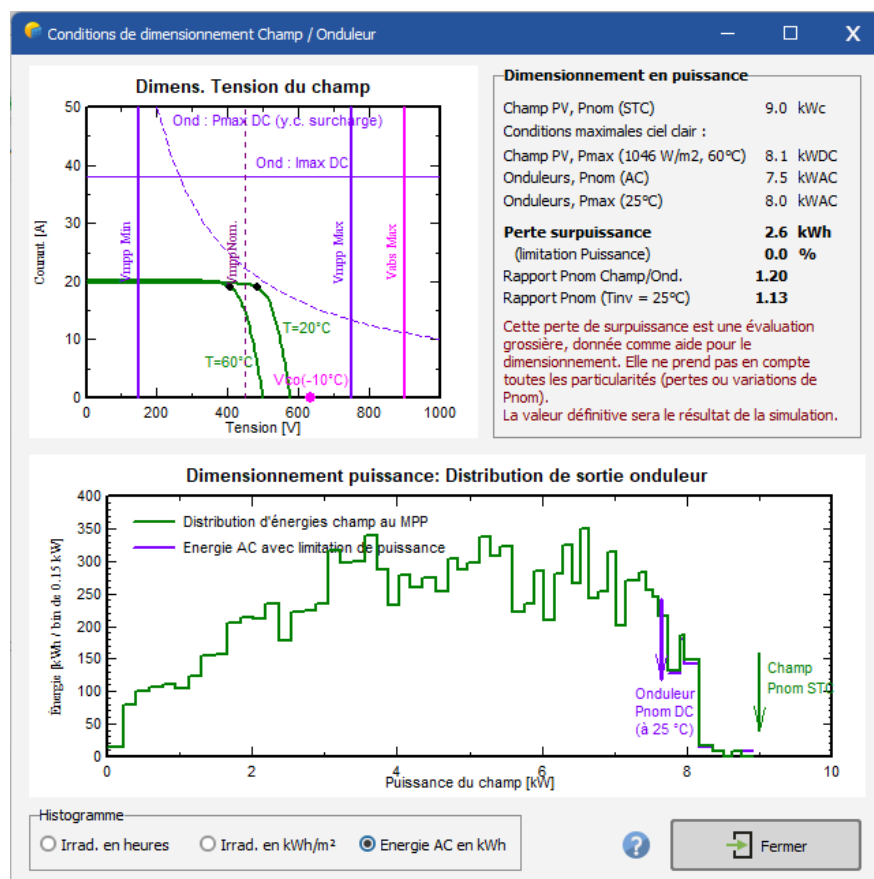 Conditions de dimensionnement Champ / Onduleur
Dimens. Tension du champ
50
40
30
20
10
0
Courant [A]
Ond : Pmax DC (y.c. surcharge)
Ond : Imax DC
Vmpp Min
VmppNom.
Vmpp Max
Vabs Max
T=20°C
T=60°C
Vco(-10°C)
0 200 400 600 800 1000
Tension [V]
Dimensionnement en puissance
Champ PV, Pnom (STC) 9.0 kWc
Conditions maximales ciel clair :
Champ PV, Pmax (1046 W/m2, 60°C) 8.1 kWDC
Onduleurs, Pnom (AC) 7.5 kWAC
Onduleurs, Pmax (25°C) 8.0 kWAC
Perte surpuissance 2.6 kWh
(limitation Puissance) 0.0 %
Rapport Pnom Champ/Ond. 1.20
Rapport Pnom (Tinv = 25°C) 1.13
Cette perte de surpuissance est une évaluation
grossière, donnée comme aide pour le
dimensionnement. Elle ne prend pas en compte
toutes les particularités (pertes ou variations de
Pnom).
La valeur définitive sera le résultat de la simulation.
Dimensionnement puissance: Distribution de sortie onduleur
400
350
300
250
200
150
100
50
0
Énergie [kWh / bin de 0.15 kW]
Distribution d'énergies champ au MPP
Energie AC avec limitation de puissance
Onduleur
Pnom DC
(à 25 °C)
Champ
Pnom STC
0 2 4 6 8 10
Puissance du champ [kW]
Histogramme
Irrad. en heures
Irrad. en kWh/m²
Energie AC en kWh
?
Fermer